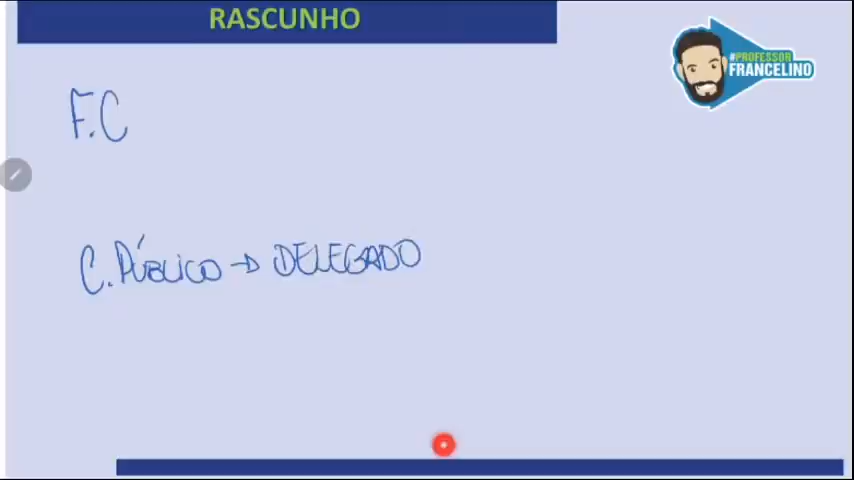 RASCUNHO
#PROFESSOR
FRANCELINO
F.C
C. PÚBLICO → DELEGADO